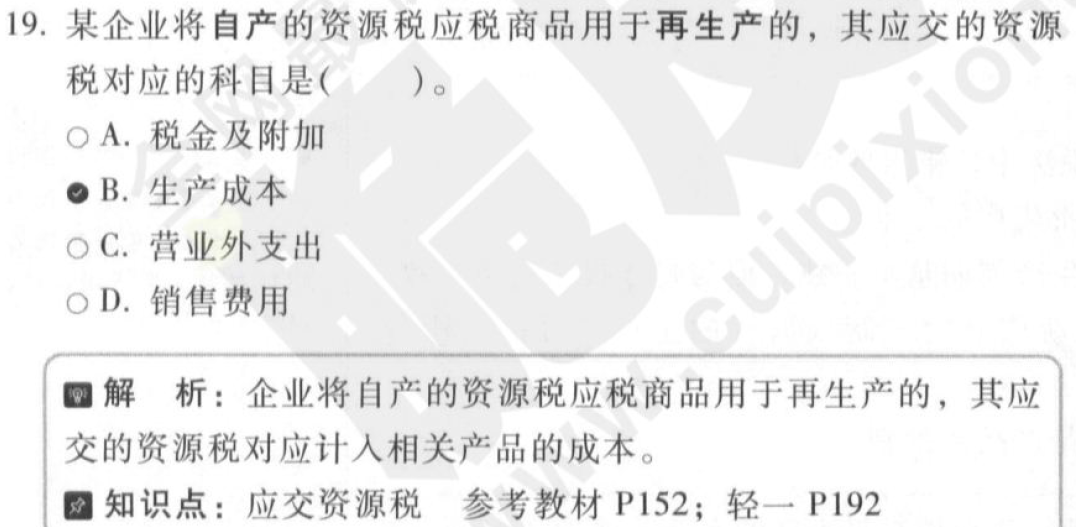 19. 某企业将自产的资源税应税商品用于再生产的，其应交的资源
税对应的科目是(　　)。
○ A. 税金及附加
B. 生产成本
○ C. 营业外支出
○ D. 销售费用
解　析：企业将自产的资源税应税商品用于再生产的，其应
交的资源税对应计入相关产品的成本。
知识点：应交资源税　参考教材 P152；轻一 P192